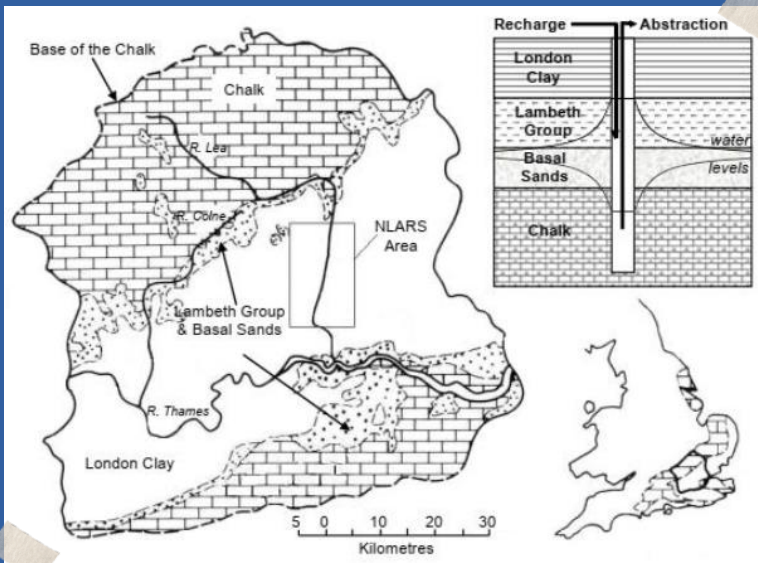 Base of the Chalk
Chalk
R. Lea
R. Colne
NLARS
Area
Lambeth Group
& Basal Sands
R. Thames
London Clay
5 0 10 20 30
Kilometres
Recharge
Abstraction
London
Clay
Lambeth
Group
water
Basal
Sands
levels
Chalk